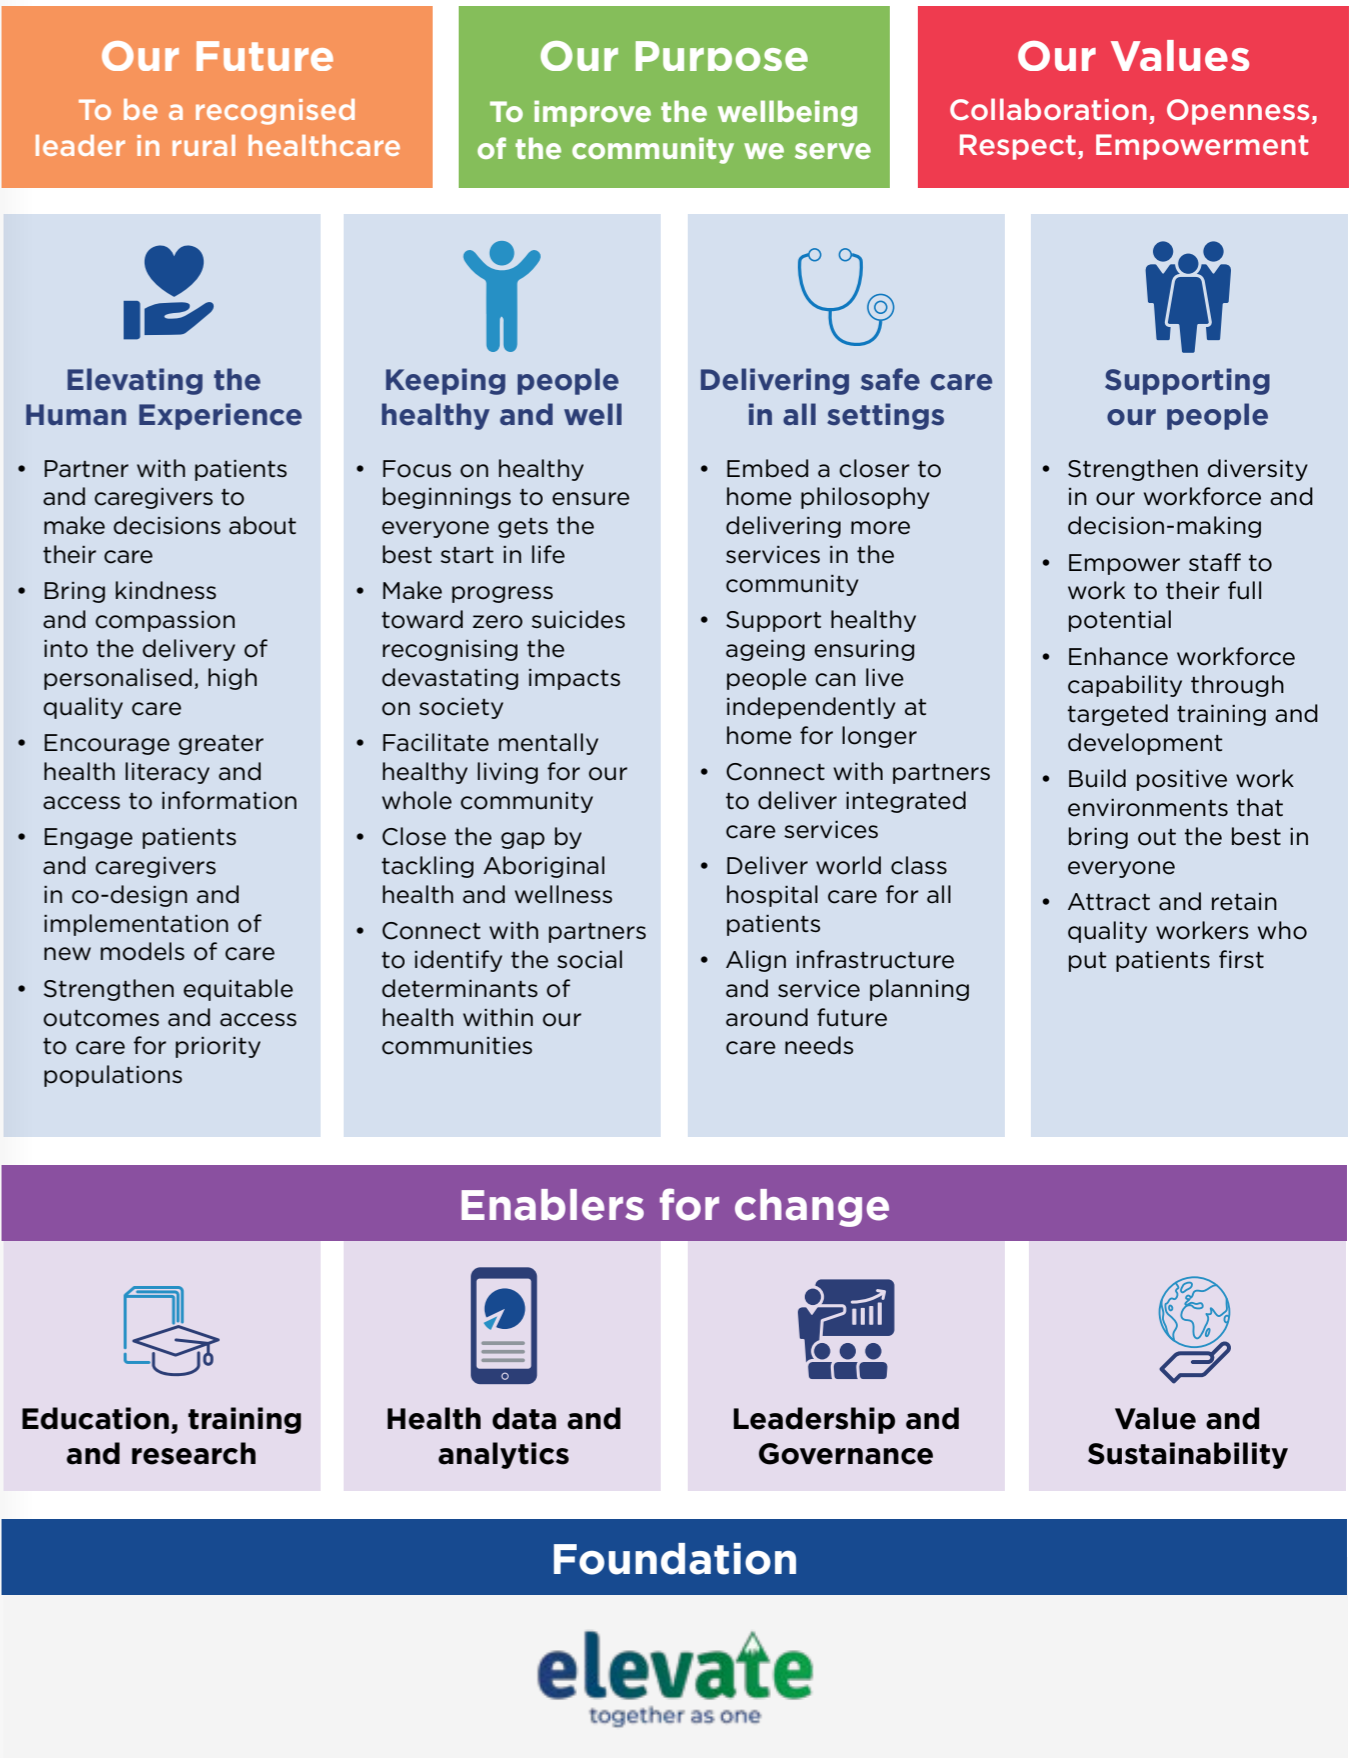 Our Future
To be a recognised
leader in rural healthcare
Our Purpose
To improve the wellbeing
of the community we serve
Our Values
Collaboration, Openness,
Respect, Empowerment
Elevating the
Human Experience
• Partner with patients
and caregivers to
make decisions about
their care
• Bring kindness
and compassion
into the delivery of
personalised, high
quality care
• Encourage greater
health literacy and
access to information
• Engage patients
and caregivers
in co-design and
implementation of
new models of care
• Strengthen equitable
outcomes and access
to care for priority
populations
Keeping people
healthy and well
• Focus on healthy
beginnings to ensure
everyone gets the
best start in life
• Make progress
toward zero suicides
recognising the
devastating impacts
on society
• Facilitate mentally
healthy living for our
whole community
• Close the gap by
tackling Aboriginal
health and wellness
• Connect with partners
to identify the social
determinants of
health within our
communities
Delivering safe care
in all settings
• Embed a closer to
home philosophy
delivering more
services in the
community
• Support healthy
ageing ensuring
people can live
independently at
home for longer
• Connect with partners
to deliver integrated
care services
• Deliver world class
hospital care for all
patients
• Align infrastructure
and service planning
around future
care needs
Supporting
our people
• Strengthen diversity
in our workforce and
decision-making
• Empower staff to
work to their full
potential
• Enhance workforce
capability through
targeted training and
development
• Build positive work
environments that
bring out the best in
everyone
• Attract and retain
quality workers who
put patients first
Enablers for change
Education, training
and research
Health data and
analytics
Leadership and
Governance
Value and
Sustainability
Foundation
elevate
together as one